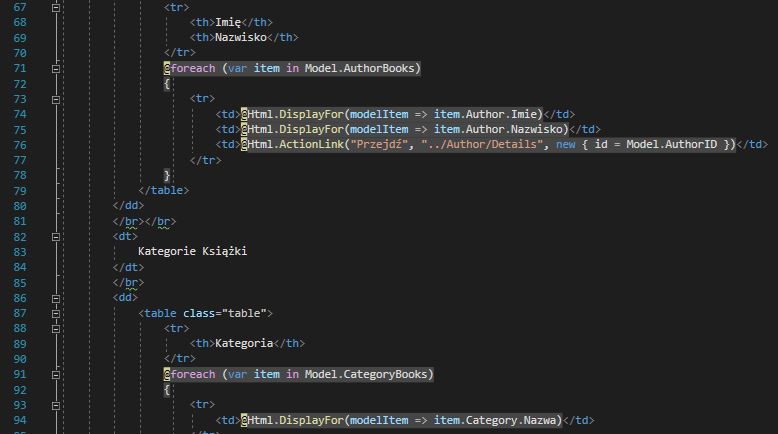 67 <tr>
68 <th>Imię</th>
69 <th>Nazwisko</th>
70 </tr>
71 @foreach (var item in Model.AuthorBooks)
72 {
73 <tr>
74 <td>@Html.DisplayFor(modelItem => item.Author.Imie)</td>
75 <td>@Html.DisplayFor(modelItem => item.Author.Nazwisko)</td>
76 <td>@Html.ActionLink("Przejdź", "../Author/Details", new { id = Model.AuthorID })</td>
77 </tr>
78 }
79 </table>
80 </dd>
81 </br></br>
82 <dt>
83 Kategorie Książki
84 </dt>
85 </br>
86 <dd>
87 <table class="table">
88 <tr>
89 <th>Kategoria</th>
90 </tr>
91 @foreach (var item in Model.CategoryBooks)
92 {
93 <tr>
94 <td>@Html.DisplayFor(modelItem => item.Category.Nazwa)</td>